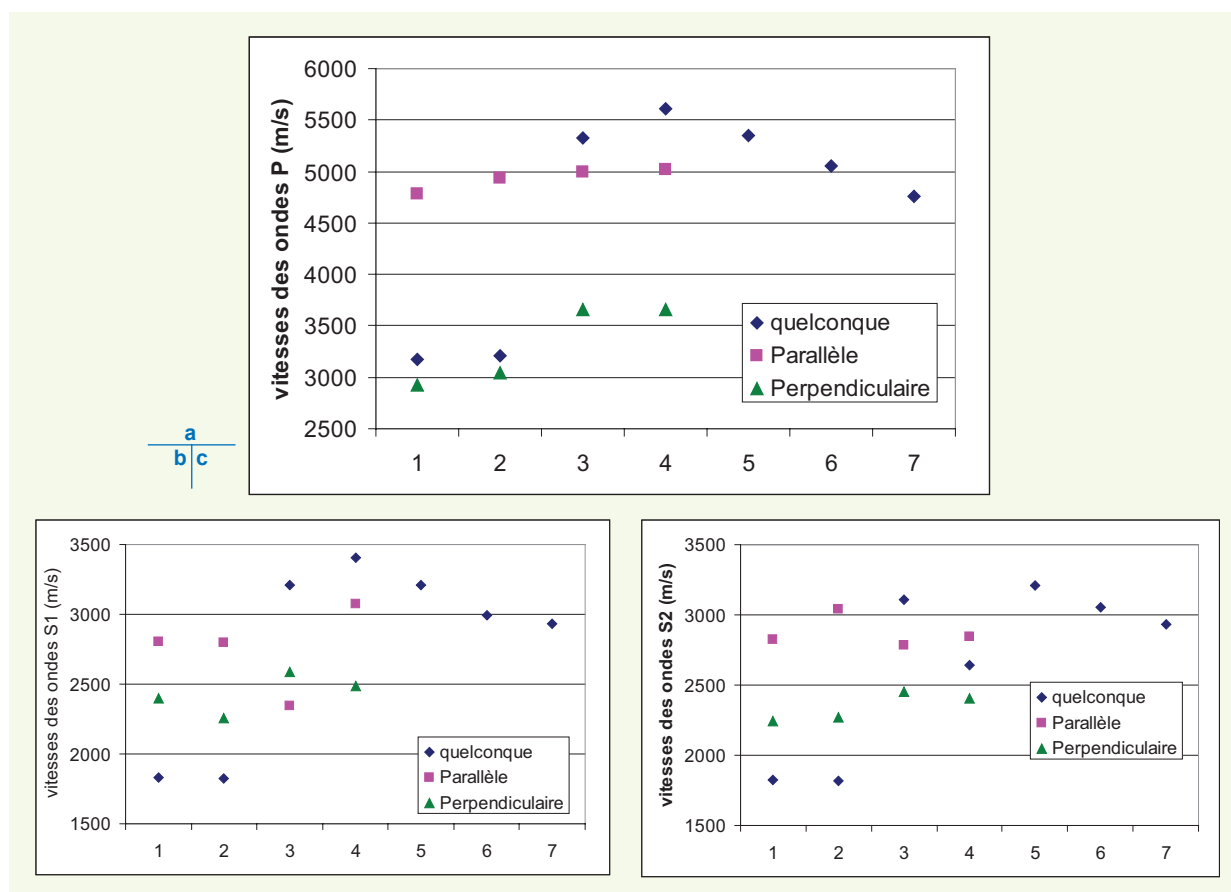 vitesses des ondes P (m/s)
6000
5500
5000
4500
4000
3500
3000
2500
1 2 3 4 5 6 7
quelconque
Parallèle
Perpendiculaire
a
b c
vitesses des ondes S1 (m/s)
3500
3000
2500
2000
1500
1 2 3 4 5 6 7
quelconque
Parallèle
Perpendiculaire
vitesses des ondes S2 (m/s)
3500
3000
2500
2000
1500
1 2 3 4 5 6 7
quelconque
Parallèle
Perpendiculaire